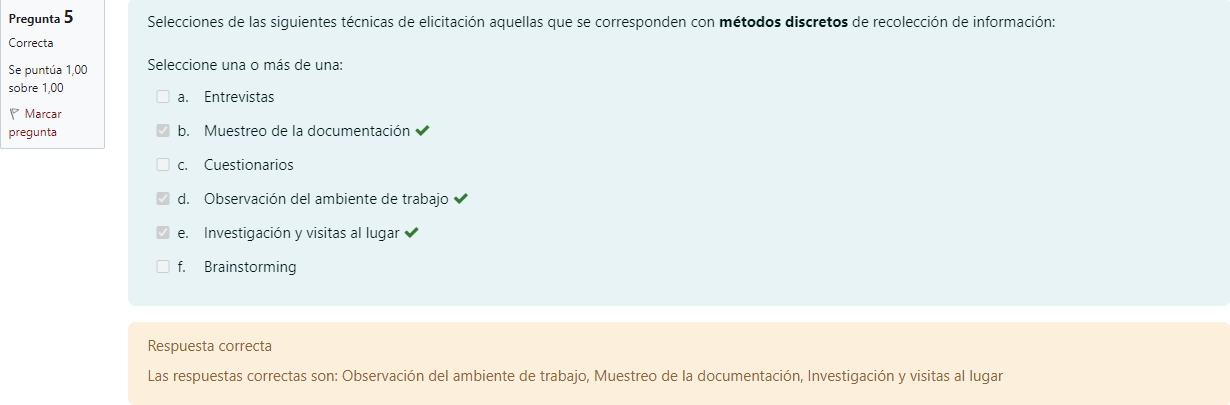 Pregunta 5
Correcta
Se puntúa 1,00
sobre 1,00
Marcar
pregunta
Selecciones de las siguientes técnicas de elicitación aquellas que se corresponden con métodos discretos de recolección de información:
Seleccione una o más de una:
a. Entrevistas
b. Muestreo de la documentación
c. Cuestionarios
d. Observación del ambiente de trabajo
e. Investigación y visitas al lugar
f. Brainstorming
Respuesta correcta
Las respuestas correctas son: Observación del ambiente de trabajo, Muestreo de la documentación, Investigación y visitas al lugar